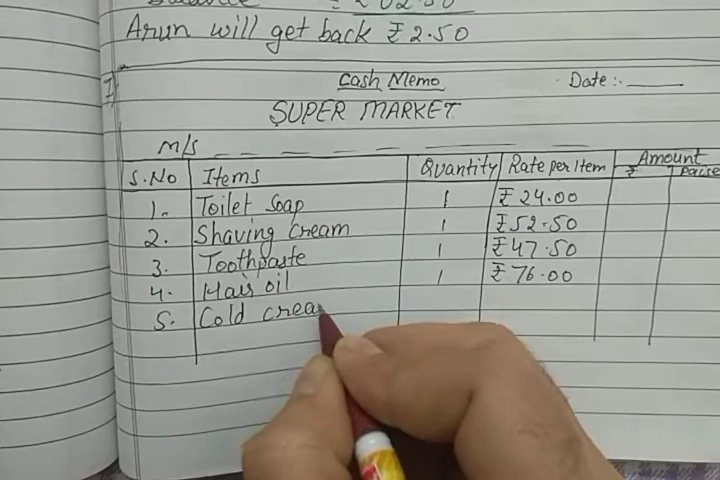 Arun will get back ₹ 2.50
Cash Memo Date:-
SUPER MARKET
M/S
S.No Items Quantity Rate per Item Amount
₹ Paise
1. Toilet Soap 1 ₹ 24.00
2. Shaving Cream 1 ₹ 52.50
3. Toothpaste 1 ₹ 47.50
4. Hair oil 1 ₹ 76.00
5. Cold crea